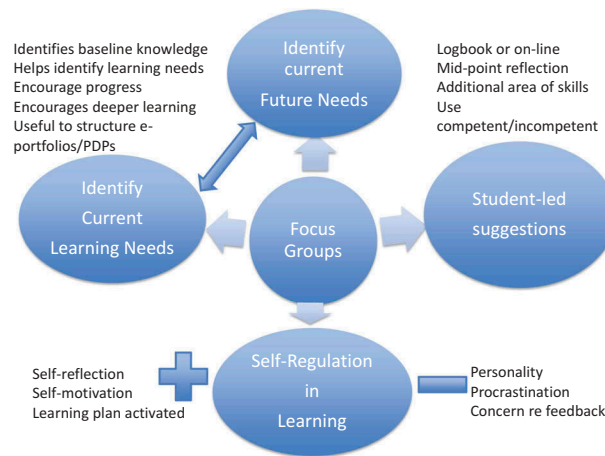 Identifies baseline knowledge
Helps identify learning needs
Encourage progress
Encourages deeper learning
Useful to structure e-
portfolios/PDPs
Identify
current
Future Needs
Logbook or on-line
Mid-point reflection
Additional area of skills
Use
competent/incompetent
Identify
Current
Learning Needs
Focus
Groups
Student-led
suggestions
Self-reflection
Self-motivation
Learning plan activated
Self-Regulation
in
Learning
Personality
Procrastination
Concern re feedback